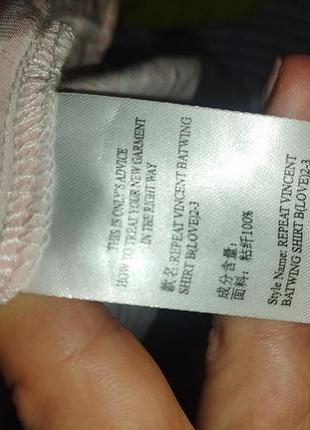 THIS IS ONLY'S ADVICE
HOW TO TREAT YOUR NEW GARMENT
IN THE RIGHT WAY
款名:REPEAT VINCENT BATWING
SHIRT B(LOVE)2-3
成分含量:
面料: 粘纤100%
Style Name: REPEAT VINCENT
BATWING SHIRT B(LOVE)2-3